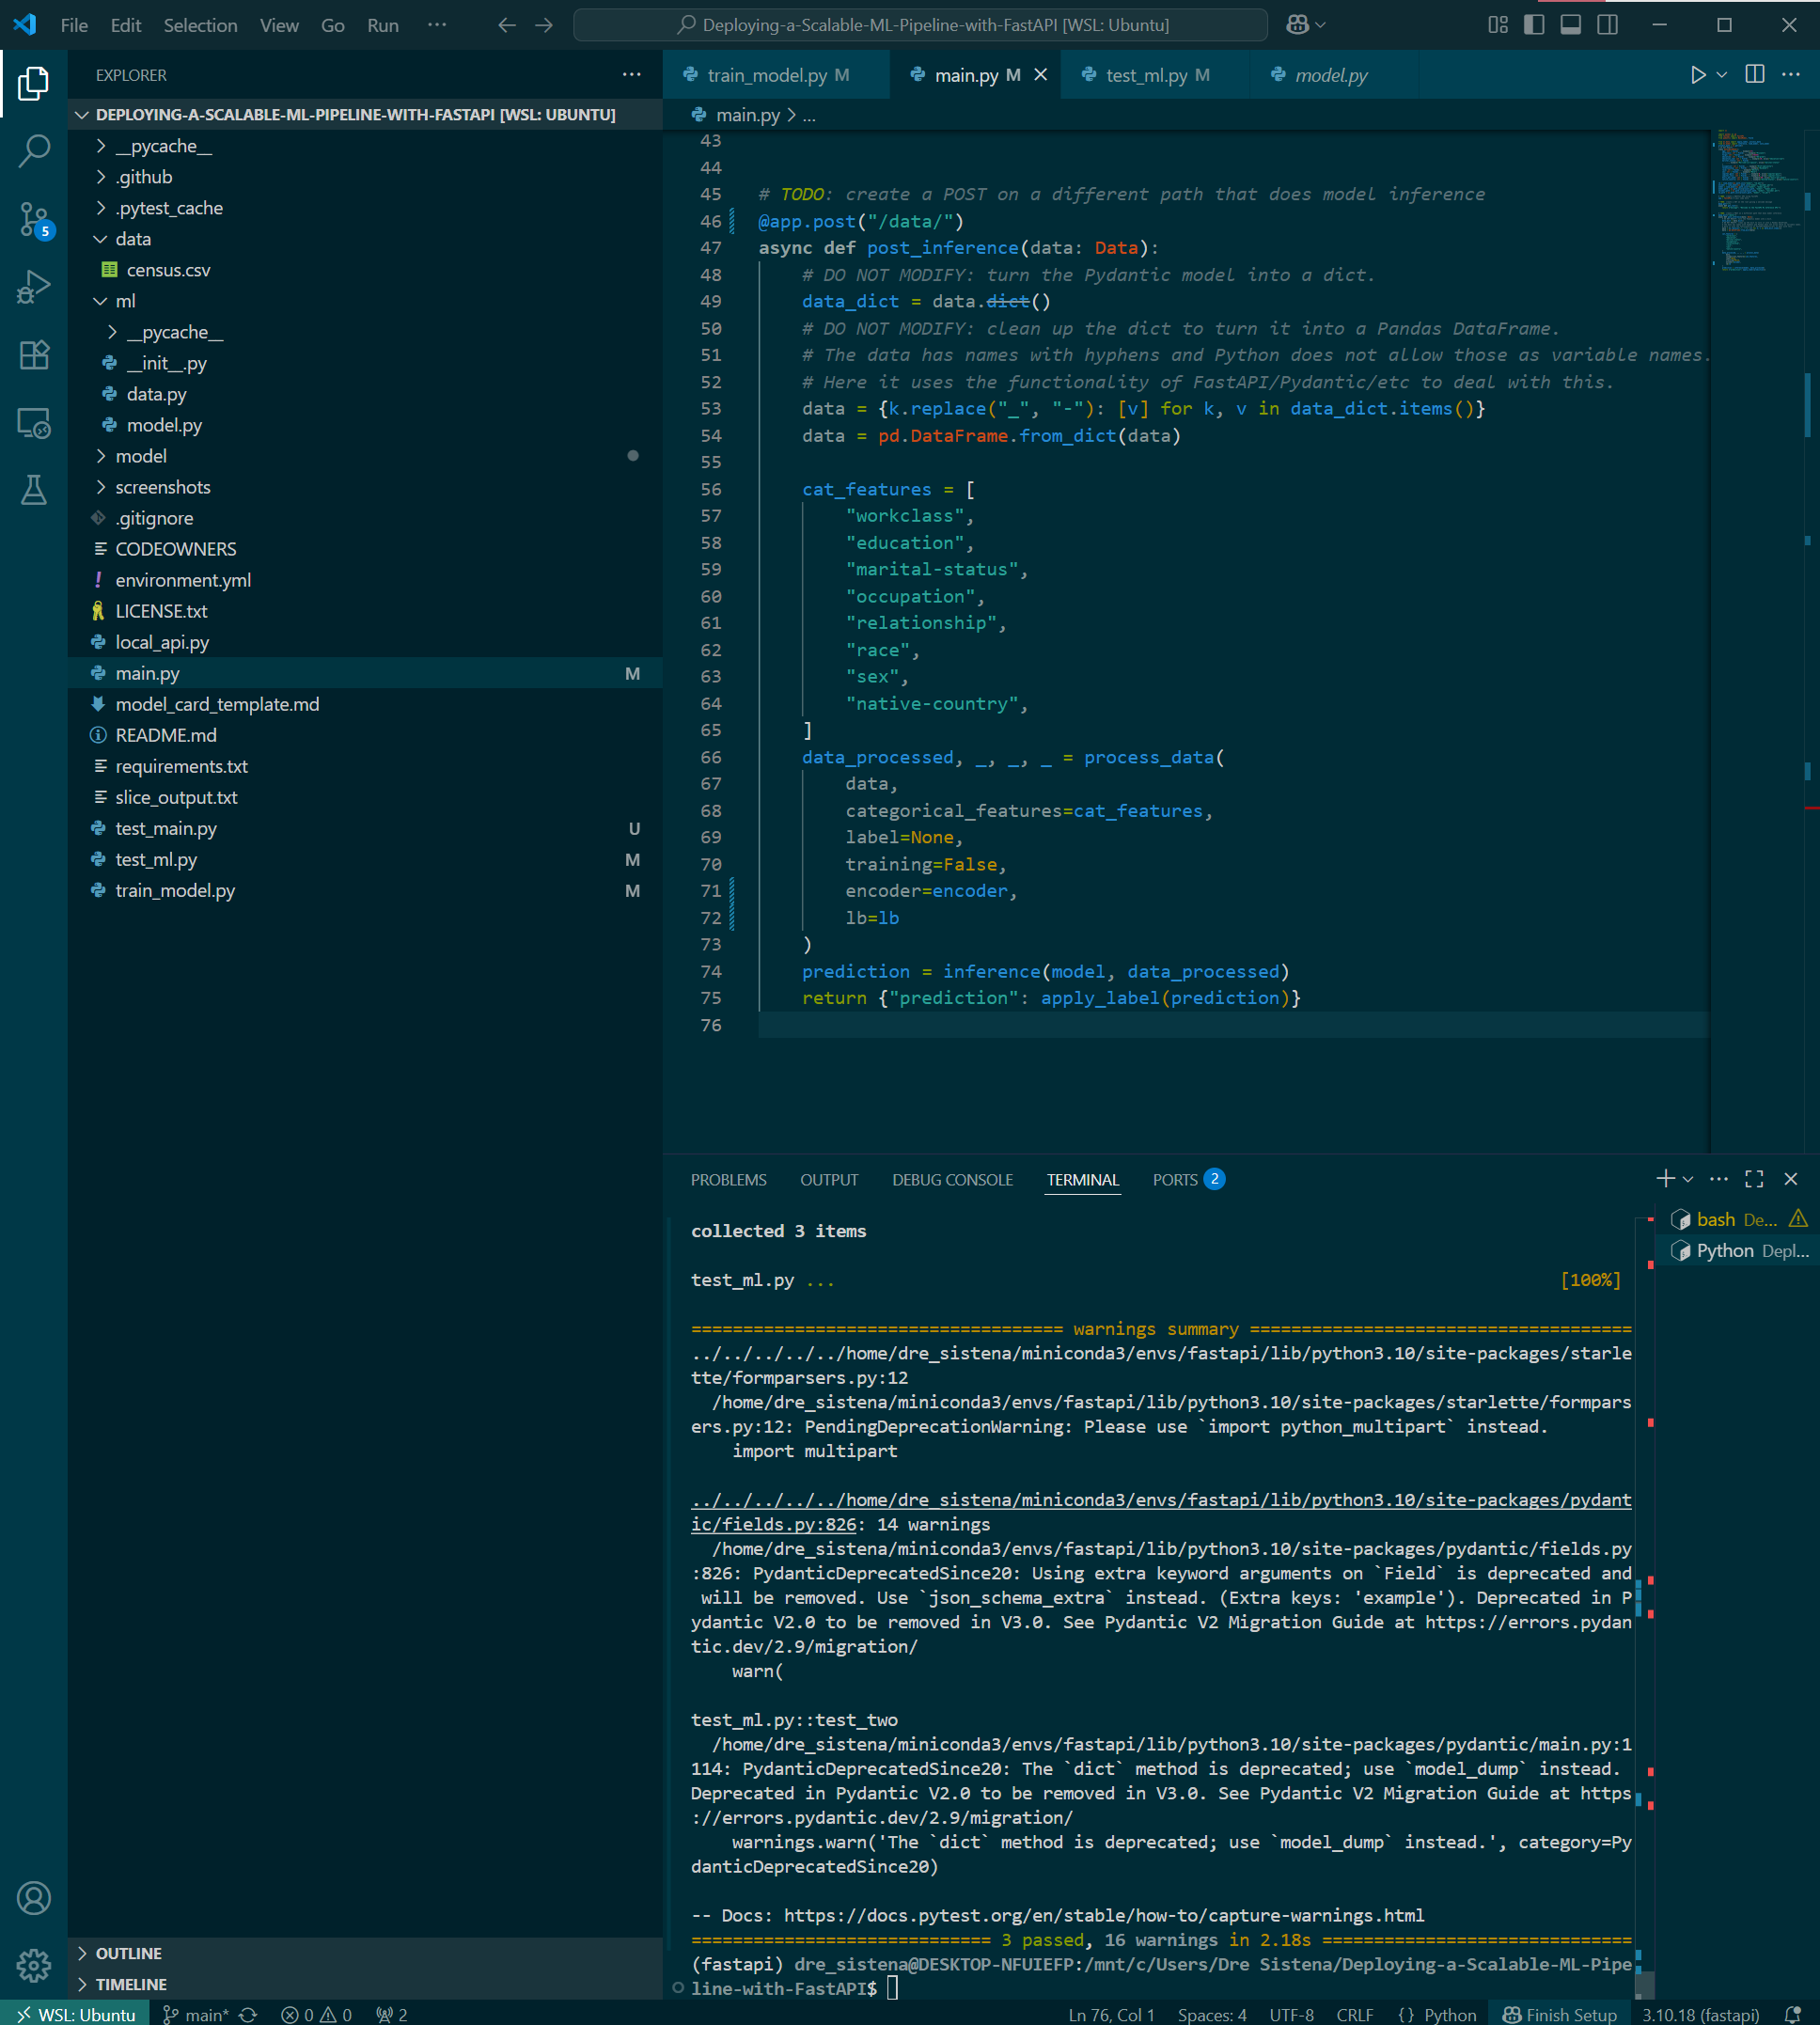 File Edit Selection View Go Run ··· Deploying-a-Scalable-ML-Pipeline-with-FastAPI [WSL: Ubuntu]
EXPLORER
DEPLOYING-A-SCALABLE-ML-PIPELINE-WITH-FASTAPI [WSL: UBUNTU]
__pycache__
.github
.pytest_cache
data
census.csv
ml
__pycache__
__init__.py
data.py
model.py
model
screenshots
.gitignore
CODEOWNERS
environment.yml
LICENSE.txt
local_api.py
main.py M
model_card_template.md
README.md
requirements.txt
slice_output.txt
test_main.py U
test_ml.py M
train_model.py M
OUTLINE
TIMELINE
5
train_model.py M main.py M test_ml.py M model.py
main.py > ...
43
44
45 # TODO: create a POST on a different path that does model inference
46 @app.post("/data/")
47 async def post_inference(data: Data):
48 # DO NOT MODIFY: turn the Pydantic model into a dict.
49 data_dict = data.dict()
50 # DO NOT MODIFY: clean up the dict to turn it into a Pandas DataFrame.
51 # The data has names with hyphens and Python does not allow those as variable names.
52 # Here it uses the functionality of FastAPI/Pydantic/etc to deal with this.
53 data = {k.replace("_", "-"): [v] for k, v in data_dict.items()}
54 data = pd.DataFrame.from_dict(data)
55
56 cat_features = [
57 "workclass",
58 "education",
59 "marital-status",
60 "occupation",
61 "relationship",
62 "race",
63 "sex",
64 "native-country",
65 ]
66 data_processed, _, _, _ = process_data(
67 data,
68 categorical_features=cat_features,
69 label=None,
70 training=False,
71 encoder=encoder,
72 lb=lb
73 )
74 prediction = inference(model, data_processed)
75 return {"prediction": apply_label(prediction)}
76
PROBLEMS OUTPUT DEBUG CONSOLE TERMINAL PORTS 2
bash De...
Python Depl...
collected 3 items
test_ml.py ... [100%]
==================================== warnings summary =====================================
../../../../../home/dre_sistena/miniconda3/envs/fastapi/lib/python3.10/site-packages/starle
tte/formparsers.py:12
/home/dre_sistena/miniconda3/envs/fastapi/lib/python3.10/site-packages/starlette/formpars
ers.py:12: PendingDeprecationWarning: Please use `import python_multipart` instead.
import multipart
../../../../../home/dre_sistena/miniconda3/envs/fastapi/lib/python3.10/site-packages/pydant
ic/fields.py:826: 14 warnings
/home/dre_sistena/miniconda3/envs/fastapi/lib/python3.10/site-packages/pydantic/fields.py
:826: PydanticDeprecatedSince20: Using extra keyword arguments on `Field` is deprecated and
will be removed. Use `json_schema_extra` instead. (Extra keys: 'example'). Deprecated in P
ydantic V2.0 to be removed in V3.0. See Pydantic V2 Migration Guide at https://errors.pydan
tic.dev/2.9/migration/
warn(
test_ml.py::test_two
/home/dre_sistena/miniconda3/envs/fastapi/lib/python3.10/site-packages/pydantic/main.py:1
114: PydanticDeprecatedSince20: The `dict` method is deprecated; use `model_dump` instead.
Deprecated in Pydantic V2.0 to be removed in V3.0. See Pydantic V2 Migration Guide at https
://errors.pydantic.dev/2.9/migration/
warnings.warn('The `dict` method is deprecated; use `model_dump` instead.', category=Py
danticDeprecatedSince20)
-- Docs: https://docs.pytest.org/en/stable/how-to/capture-warnings.html
============================= 3 passed, 16 warnings in 2.18s ==============================
(fastapi) dre_sistena@DESKTOP-NFUIEFP:/mnt/c/Users/Dre Sistena/Deploying-a-Scalable-ML-Pipe
line-with-FastAPI$
WSL: Ubuntu main* 0 0 2 Ln 76, Col 1 Spaces: 4 UTF-8 CRLF {} Python Finish Setup 3.10.18 (fastapi)